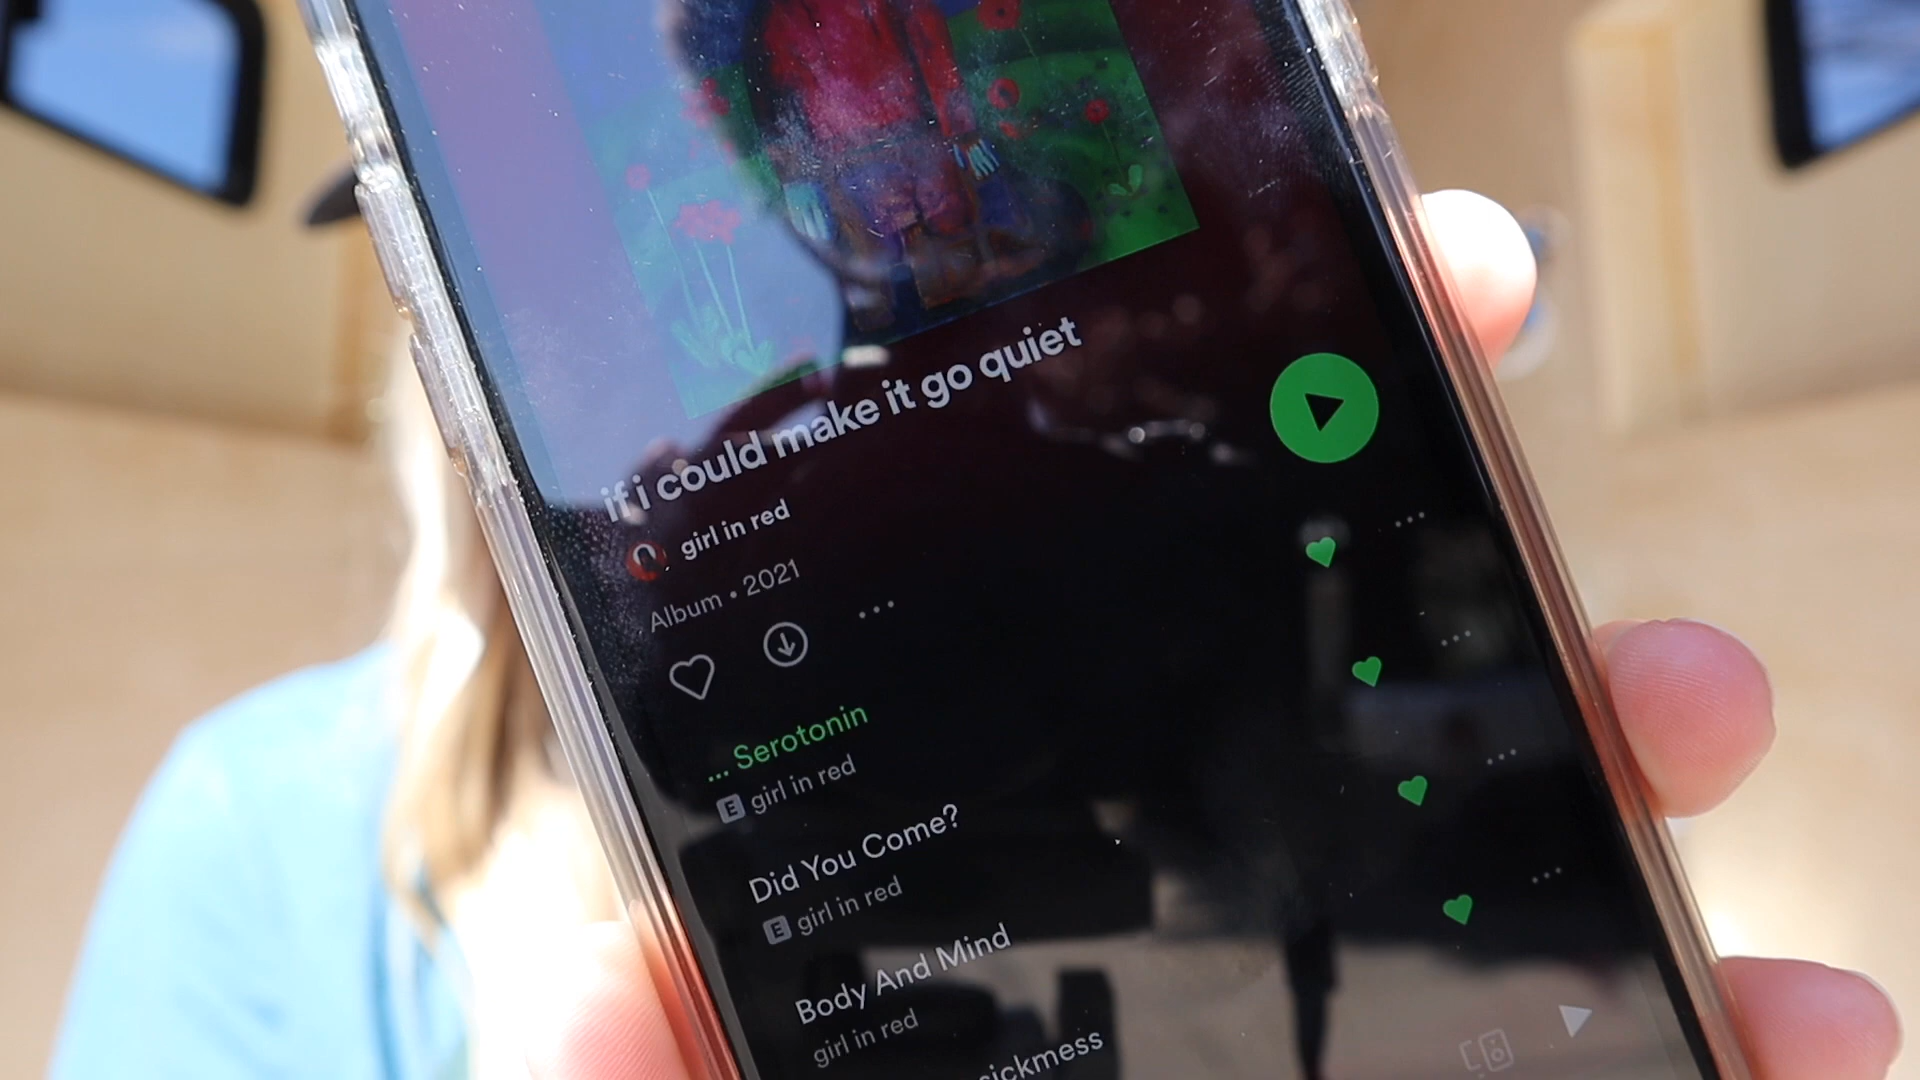 if i could make it go quiet
girl in red
Album • 2021
... Serotonin
E girl in red
Did You Come?
E girl in red
Body And Mind
girl in red